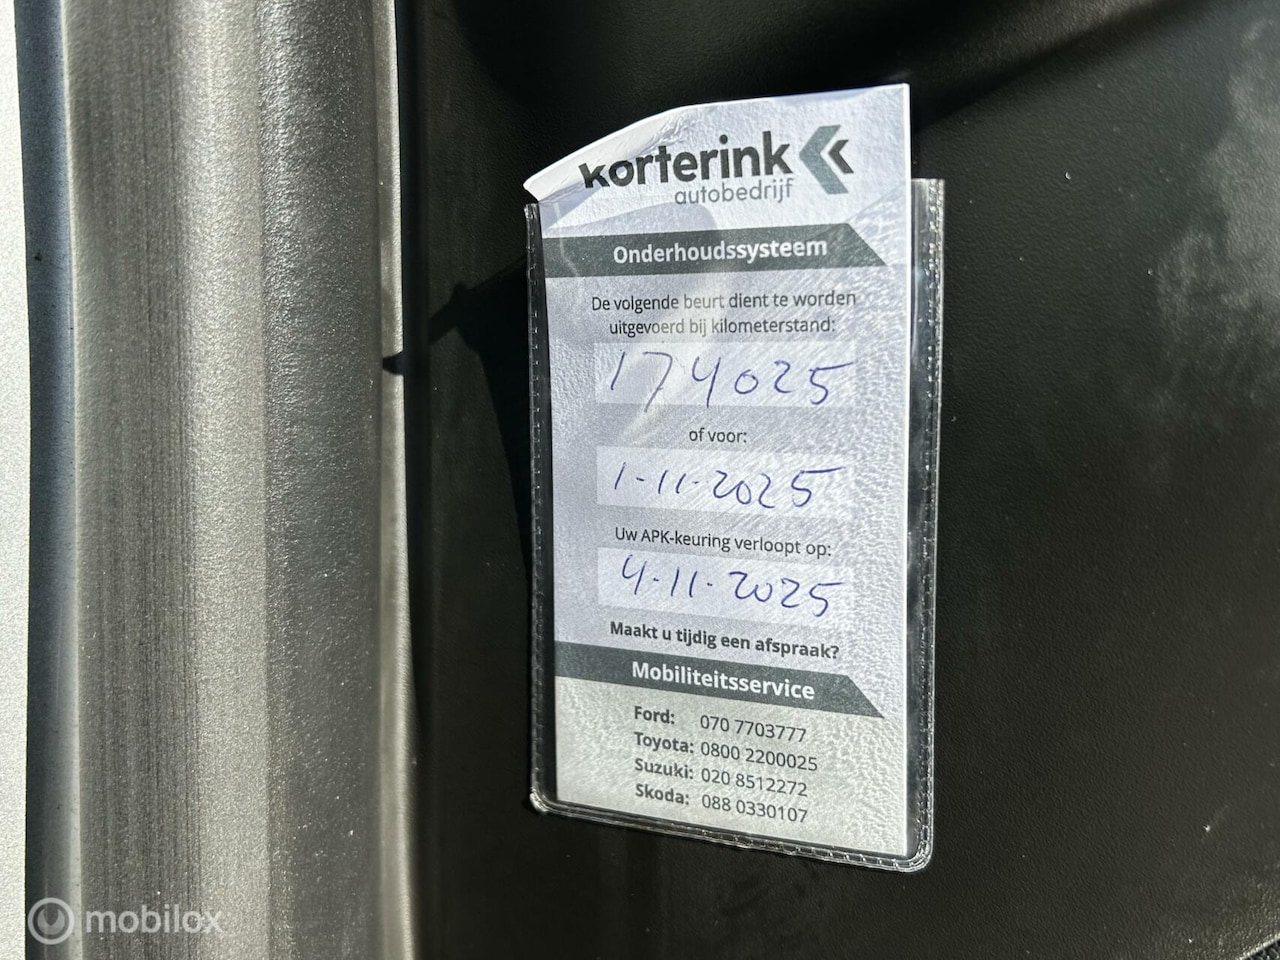 korterink
autobedrijf
Onderhoudssysteem
De volgende beurt dient te worden
uitgevoerd bij kilometerstand:
174025
of voor:
1-11-2025
Uw APK-keuring verloopt op:
4-11-2025
Maakt u tijdig een afspraak?
Mobiliteitsservice
Ford: 070 7703777
Toyota: 0800 2200025
Suzuki: 020 8512272
Skoda: 088 0330107
mobilox